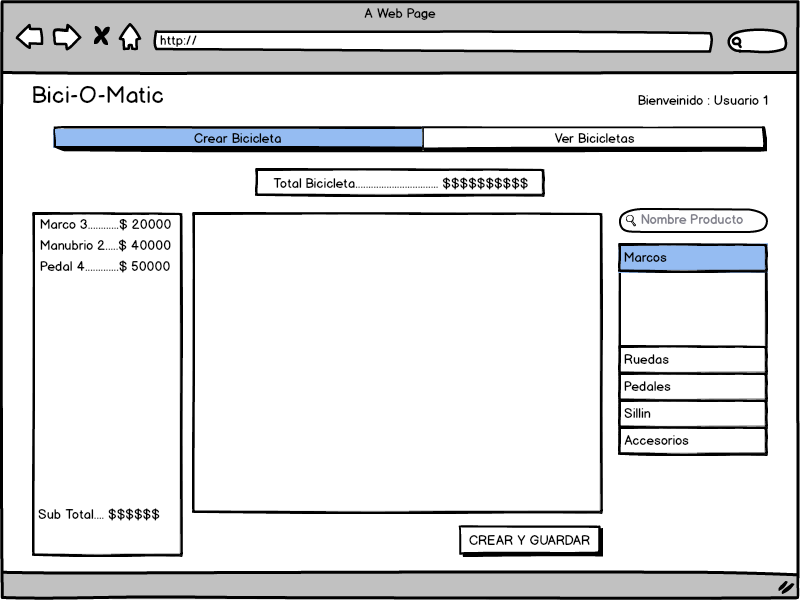 A Web Page
http://
Bici-O-Matic
Bienveinido : Usuario 1
Crear Bicicleta
Ver Bicicletas
Total Bicicleta.............................. $$$$$$$$$$
Marco 3...........$ 20000
Manubrio 2.....$ 40000
Pedal 4............$ 50000
Sub Total.... $$$$$$
Nombre Producto
Marcos
Ruedas
Pedales
Sillin
Accesorios
CREAR Y GUARDAR